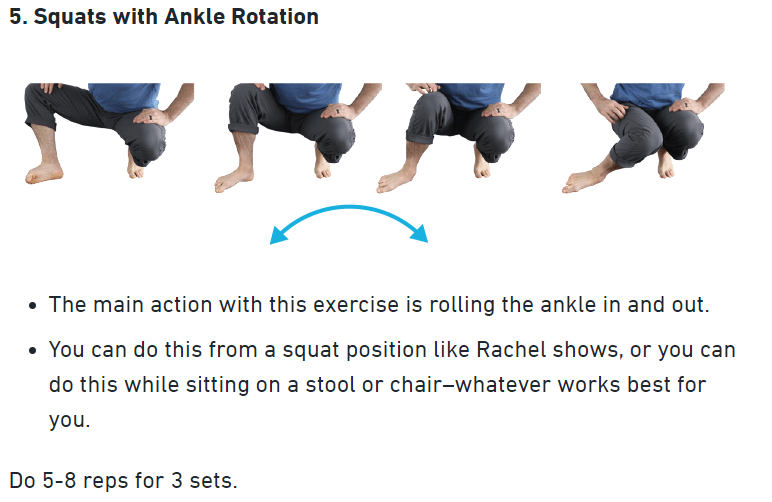 5. Squats with Ankle Rotation
• The main action with this exercise is rolling the ankle in and out.
• You can do this from a squat position like Rachel shows, or you can
do this while sitting on a stool or chair–whatever works best for
you.
Do 5-8 reps for 3 sets.